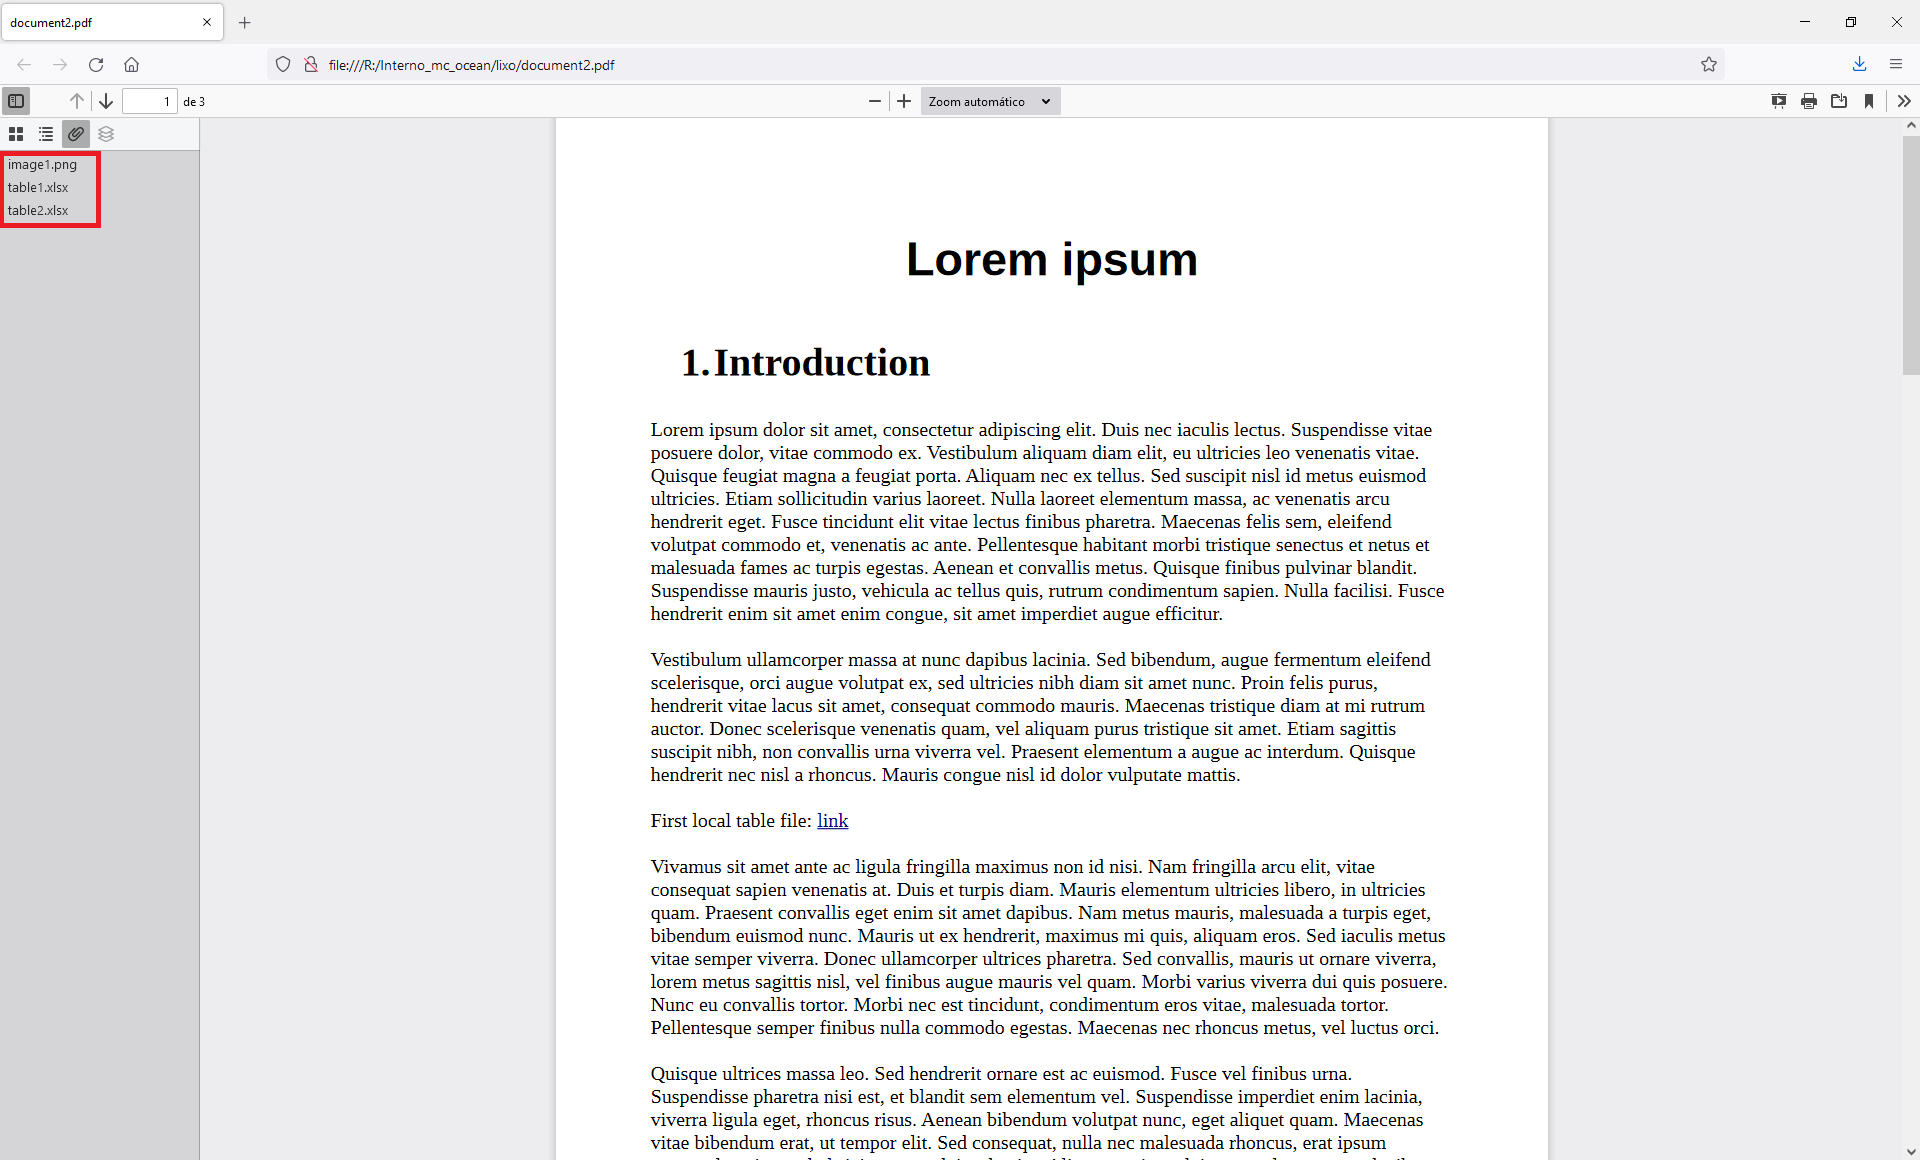 document2.pdf
file:///R:/Interno_mc_ocean/lixo/document2.pdf
1 de 3
Zoom automático
image1.png
table1.xlsx
table2.xlsx
Lorem ipsum
1. Introduction
Lorem ipsum dolor sit amet, consectetur adipiscing elit. Duis nec iaculis lectus. Suspendisse vitae
posuere dolor, vitae commodo ex. Vestibulum aliquam diam elit, eu ultricies leo venenatis vitae.
Quisque feugiat magna a feugiat porta. Aliquam nec ex tellus. Sed suscipit nisl id metus euismod
ultricies. Etiam sollicitudin varius laoreet. Nulla laoreet elementum massa, ac venenatis arcu
hendrerit eget. Fusce tincidunt elit vitae lectus finibus pharetra. Maecenas felis sem, eleifend
volutpat commodo et, venenatis ac ante. Pellentesque habitant morbi tristique senectus et netus et
malesuada fames ac turpis egestas. Aenean et convallis metus. Quisque finibus pulvinar blandit.
Suspendisse mauris justo, vehicula ac tellus quis, rutrum condimentum sapien. Nulla facilisi. Fusce
hendrerit enim sit amet enim congue, sit amet imperdiet augue efficitur.
Vestibulum ullamcorper massa at nunc dapibus lacinia. Sed bibendum, augue fermentum eleifend
scelerisque, orci augue volutpat ex, sed ultricies nibh diam sit amet nunc. Proin felis purus,
hendrerit vitae lacus sit amet, consequat commodo mauris. Maecenas tristique diam at mi rutrum
auctor. Donec scelerisque venenatis quam, vel aliquam purus tristique sit amet. Etiam sagittis
suscipit nibh, non convallis urna viverra vel. Praesent elementum a augue ac interdum. Quisque
hendrerit nec nisl a rhoncus. Mauris congue nisl id dolor vulputate mattis.
First local table file: link
Vivamus sit amet ante ac ligula fringilla maximus non id nisi. Nam fringilla arcu elit, vitae
consequat sapien venenatis at. Duis et turpis diam. Mauris elementum ultricies libero, in ultricies
quam. Praesent convallis eget enim sit amet dapibus. Nam metus mauris, malesuada a turpis eget,
bibendum euismod nunc. Mauris ut ex hendrerit, maximus mi quis, aliquam eros. Sed iaculis metus
vitae semper viverra. Donec ullamcorper ultrices pharetra. Sed convallis, mauris ut ornare viverra,
lorem metus sagittis nisl, vel finibus augue mauris vel quam. Morbi varius viverra dui quis posuere.
Nunc eu convallis tortor. Morbi nec est tincidunt, condimentum eros vitae, malesuada tortor.
Pellentesque semper finibus nulla commodo egestas. Maecenas nec rhoncus metus, vel luctus orci.
Quisque ultrices massa leo. Sed hendrerit ornare est ac euismod. Fusce vel finibus urna.
Suspendisse pharetra nisi est, et blandit sem elementum vel. Suspendisse imperdiet enim lacinia,
viverra ligula eget, rhoncus risus. Aenean bibendum volutpat nunc, eget aliquet quam. Maecenas
vitae bibendum erat, ut tempor elit. Sed consequat, nulla nec malesuada rhoncus, erat ipsum